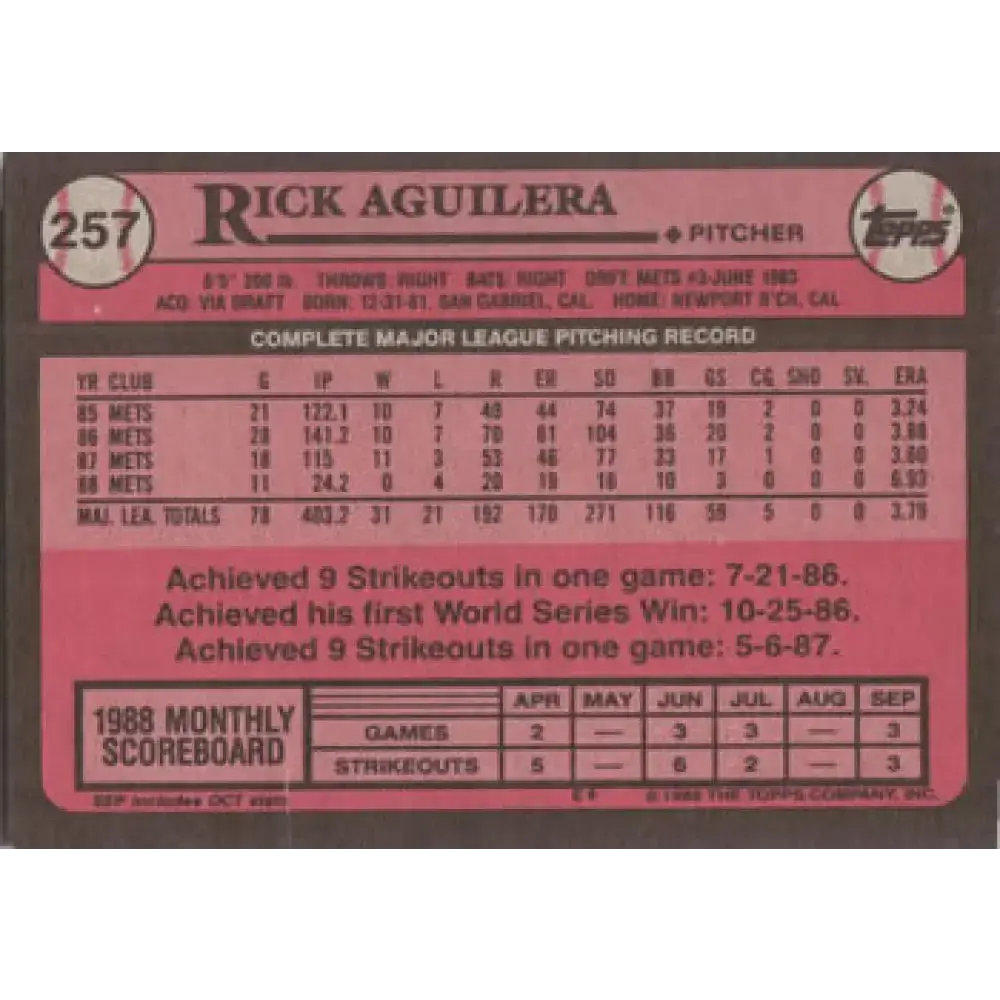 257
RICK AGUILERA
◆ PITCHER
TOPPS®
6'5" 200 lb. THROWS: RIGHT BATS: RIGHT DRFT: METS #3-JUNE 1983
ACQ: VIA DRAFT BORN: 12-31-61, SAN GABRIEL, CAL. HOME: NEWPORT B'CH, CAL
COMPLETE MAJOR LEAGUE PITCHING RECORD
YR CLUB G IP W L R ER SO BB GS CG SHO SV. ERA
85 METS 21 122.1 10 7 49 44 74 37 19 2 0 0 3.24
86 METS 28 141.2 10 7 70 61 104 36 20 2 0 0 3.88
87 METS 18 115 11 3 53 46 77 33 17 1 0 0 3.60
88 METS 11 24.2 0 4 20 19 16 10 3 0 0 0 6.93
MAJ. LEA. TOTALS 78 403.2 31 21 192 170 271 116 59 5 0 0 3.79
Achieved 9 Strikeouts in one game: 7-21-86.
Achieved his first World Series Win: 10-25-86.
Achieved 9 Strikeouts in one game: 5-6-87.
1988 MONTHLY
SCOREBOARD
APR MAY JUN JUL AUG SEP
GAMES 2 — 3 3 — 3
STRIKEOUTS 5 — 6 2 — 3
SEP includes OCT stats
© 1989 THE TOPPS COMPANY, INC.